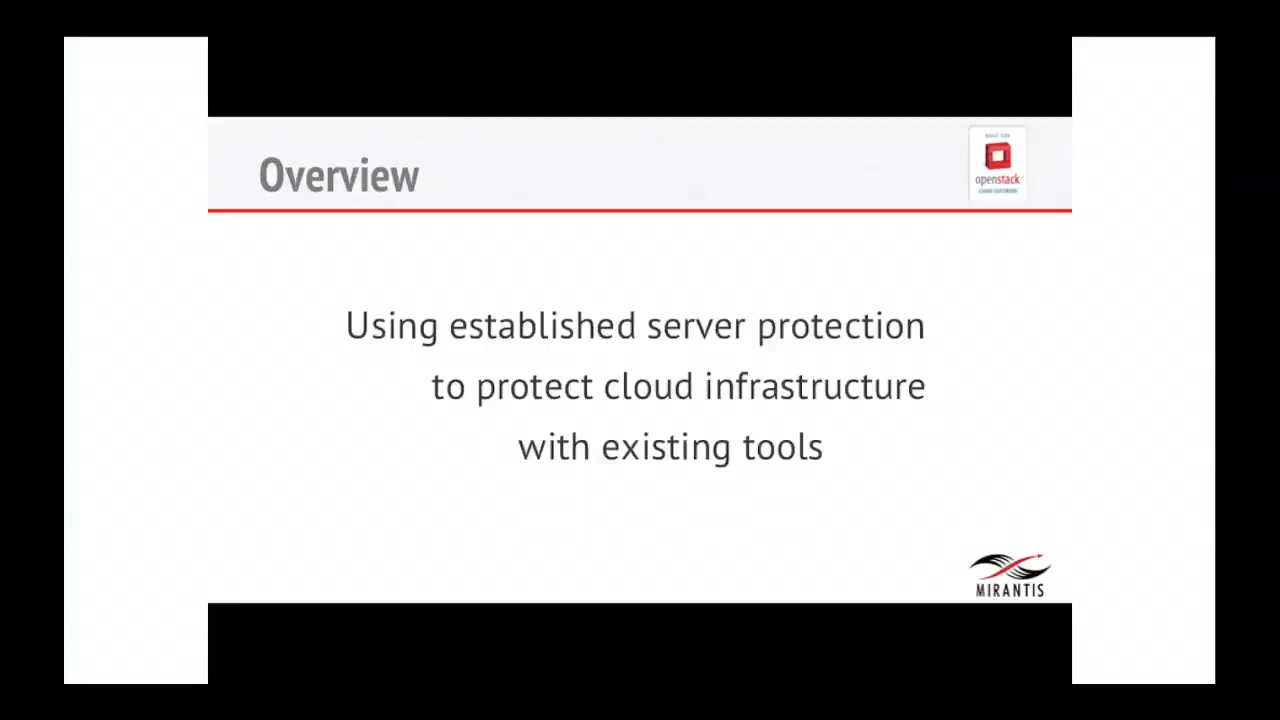 Overview
openstack
Using established server protection
to protect cloud infrastructure
with existing tools
MIRANTIS